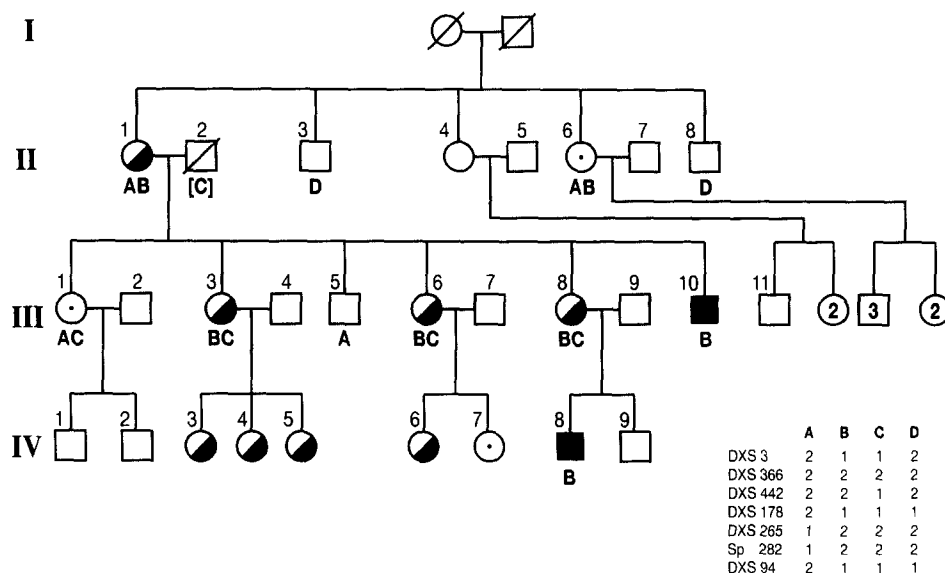 I
1 2 3 4 5 6 7 8
II
AB [C] D AB D
1 2 3 4 5 6 7 8 9 10 11
III 2 3 2
AC BC A BC BC B
1 2 3 4 5 6 7 8 9
IV
B
A B C D
DXS 3 2 1 1 2
DXS 366 2 2 2 2
DXS 442 2 2 1 2
DXS 178 2 1 1 1
DXS 265 1 2 2 2
Sp 282 1 2 2 2
DXS 94 2 1 1 1